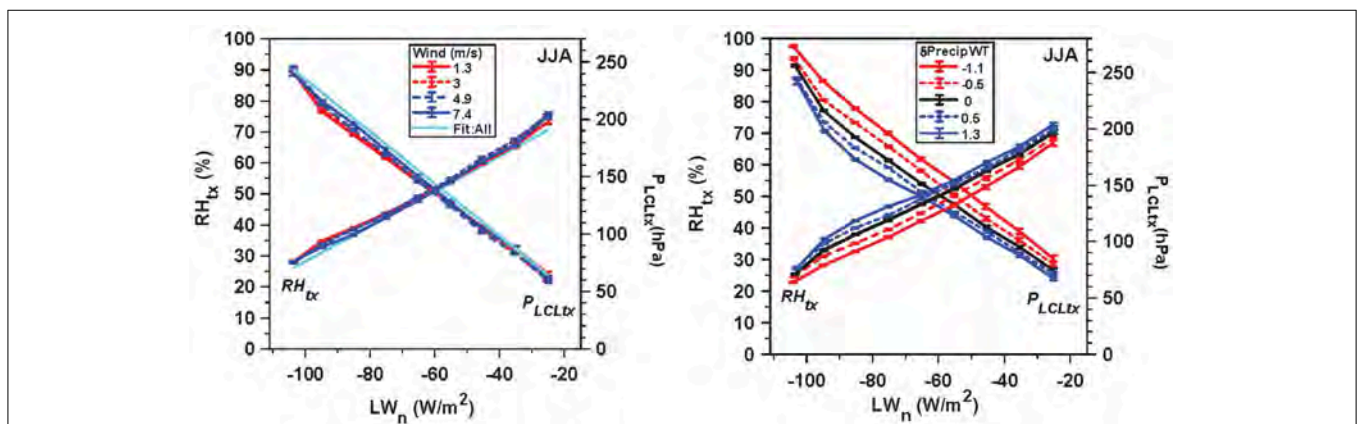 100
90
80
70
60
50
40
30
20
10
0
RH_tx (%)
Wind (m/s)
1.3
3
4.9
7.4
Fit:All
JJA
250
200
150
100
50
0
P_LCLtx (hPa)
RH_tx
P_LCLtx
-100 -80 -60 -40 -20
LW_n (W/m²)
100
90
80
70
60
50
40
30
20
10
0
RH_tx (%)
δPrecipWT
-1.1
-0.5
0
0.5
1.3
JJA
250
200
150
100
50
0
P_LCLtx (hPa)
RH_tx
P_LCLtx
-100 -80 -60 -40 -20
LW_n (W/m²)